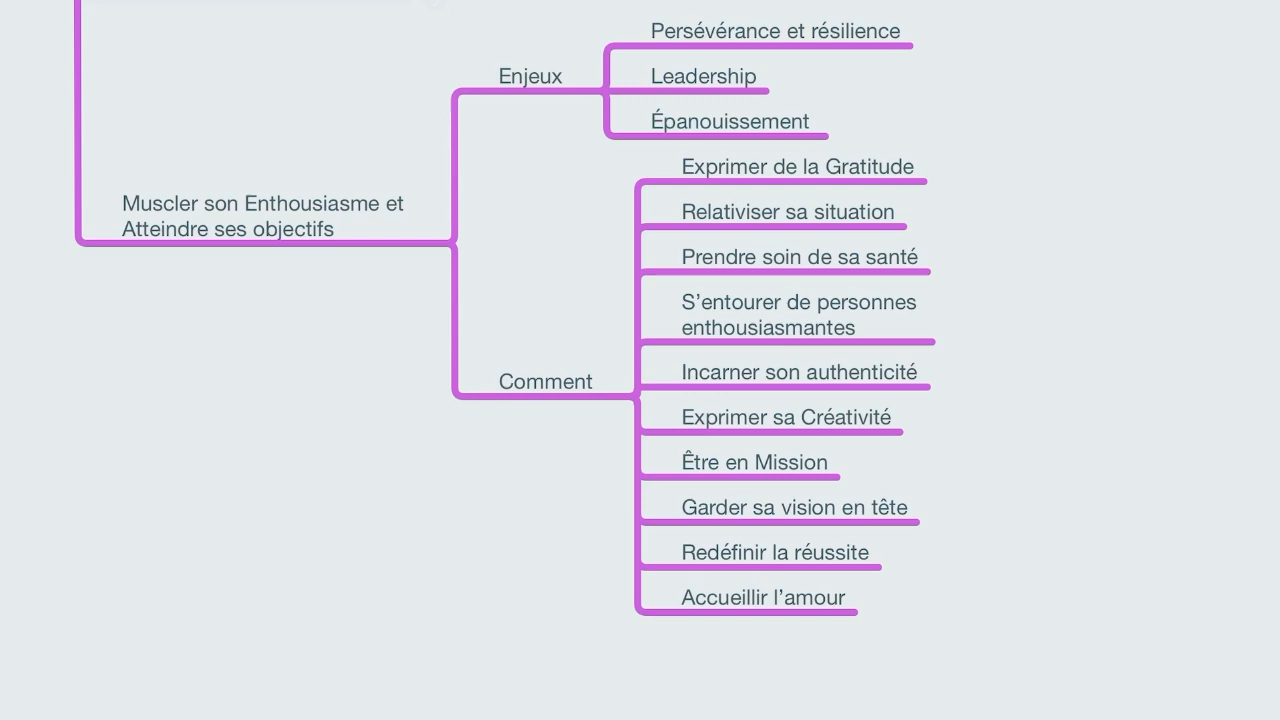 Persévérance et résilience
Enjeux
Leadership
Épanouissement
Muscler son Enthousiasme et
Atteindre ses objectifs
Exprimer de la Gratitude
Relativiser sa situation
Prendre soin de sa santé
S’entourer de personnes
enthousiasmantes
Comment
Incarner son authenticité
Exprimer sa Créativité
Être en Mission
Garder sa vision en tête
Redéfinir la réussite
Accueillir l’amour